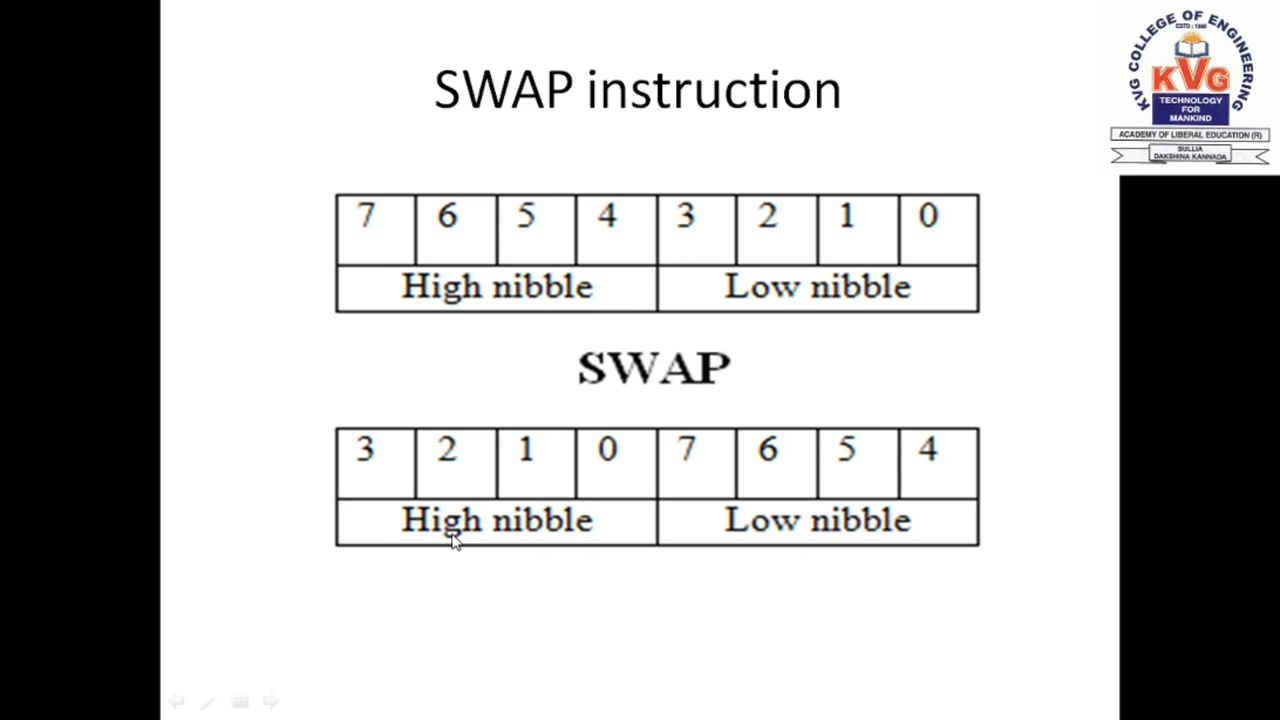 SWAP instruction
KVG COLLEGE OF ENGINEERING
ESTD : 1986
KVG
TECHNOLOGY
FOR
MANKIND
ACADEMY OF LIBERAL EDUCATION (R)
SULLIA
DAKSHINA KANNADA
7 6 5 4 3 2 1 0
High nibble Low nibble
SWAP
3 2 1 0 7 6 5 4
High nibble Low nibble